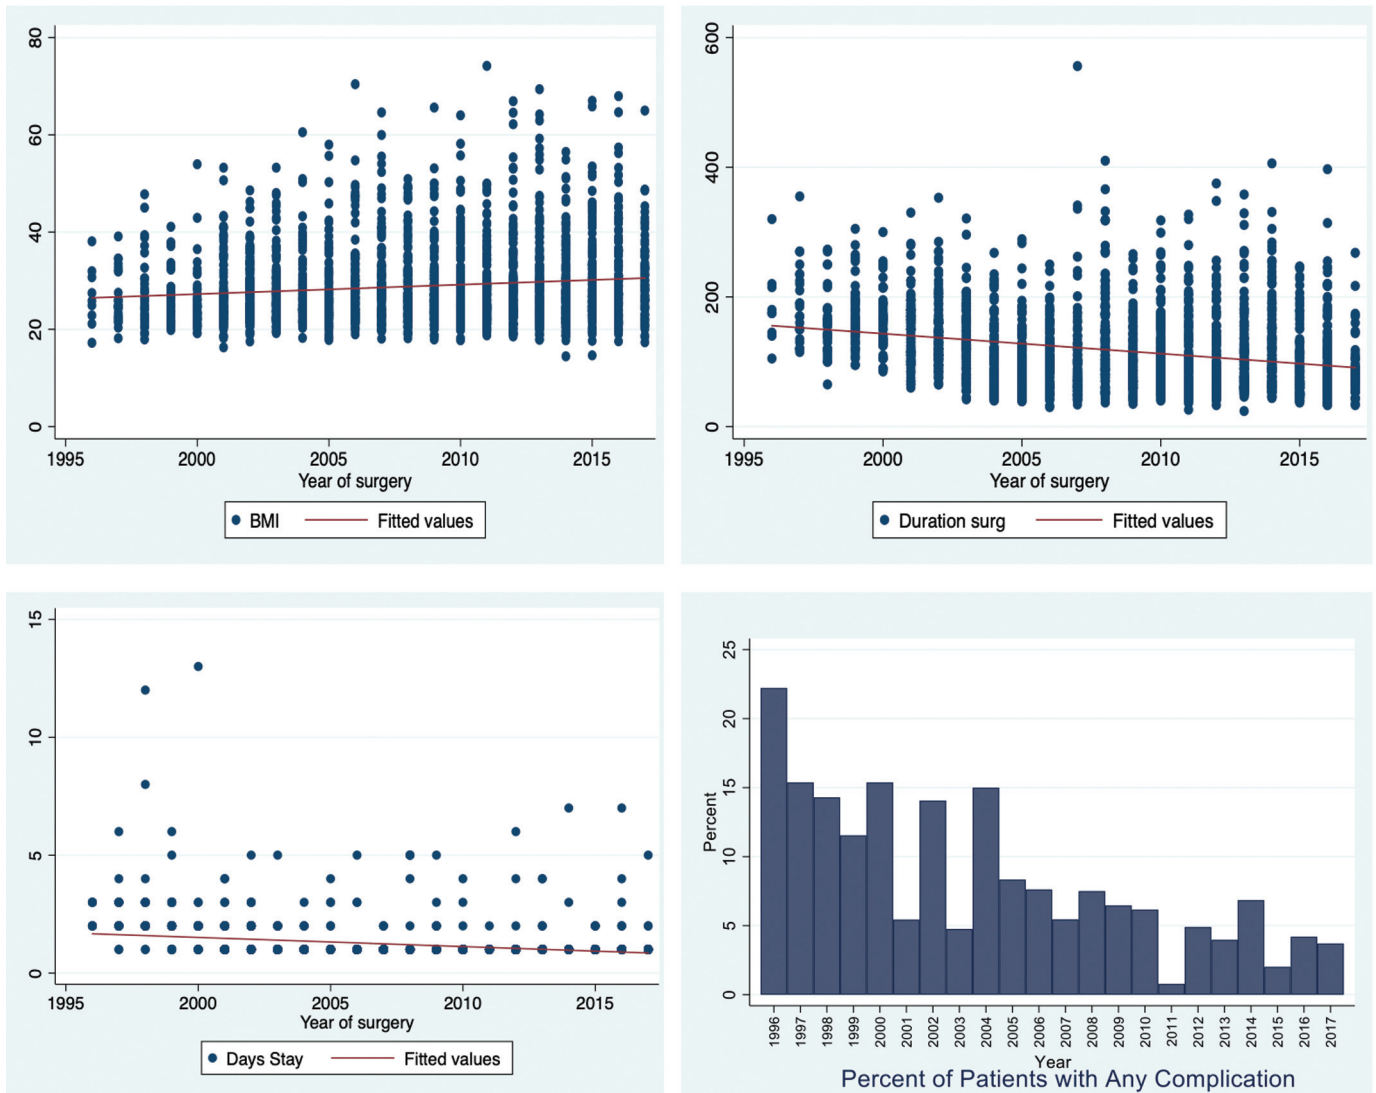 80
60
40
20
0
1995 2000 2005 2010 2015
Year of surgery
BMI Fitted values
600
400
200
0
1995 2000 2005 2010 2015
Year of surgery
Duration surg Fitted values
15
10
5
0
1995 2000 2005 2010 2015
Year of surgery
Days Stay Fitted values
25
20
15
10
5
0
Percent
1996 1997 1998 1999 2000 2001 2002 2003 2004 2005 2006 2007 2008 2009 2010 2011 2012 2013 2014 2015 2016 2017
Year
Percent of Patients with Any Complication